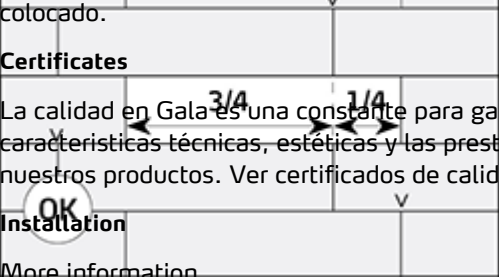 colocado.
Certificates
3/4 1/4
La calidad en Gala es una constante para ga
caracteristicas técnicas, estéticas y las prest
nuestros productos. Ver certificados de calid
OK
Installation
More information